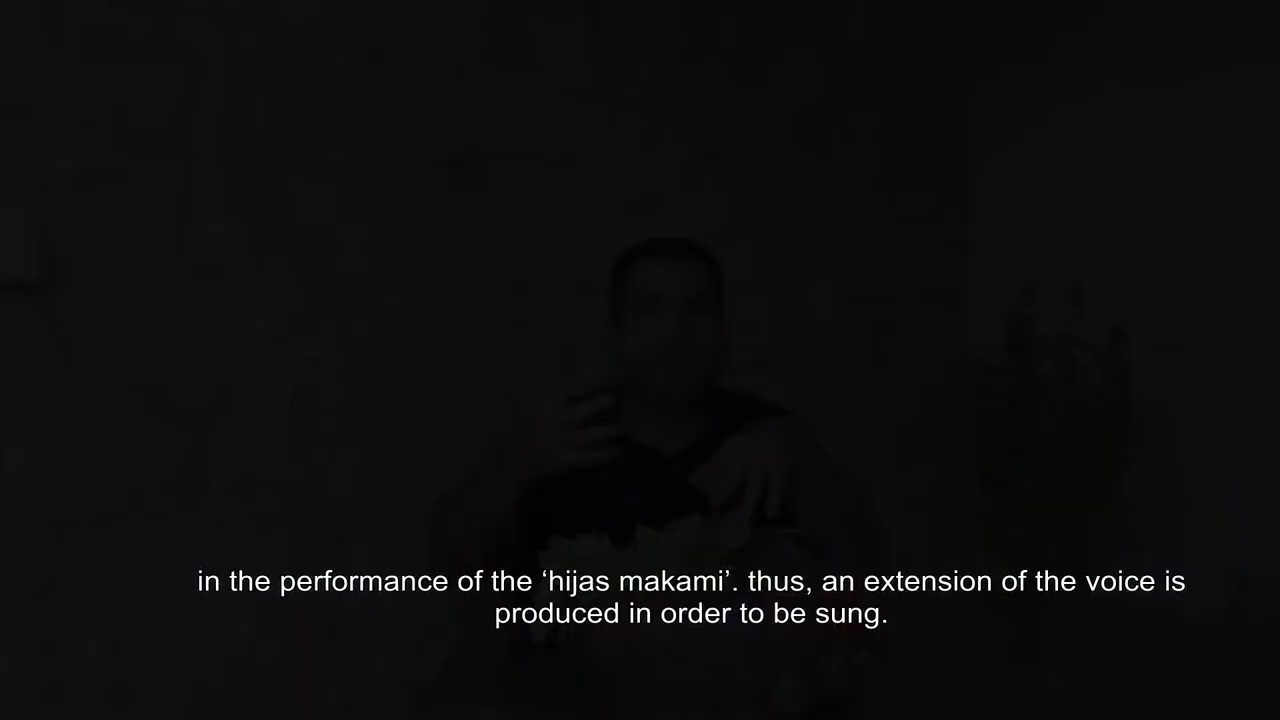 in the performance of the ‘hijas makami’. thus, an extension of the voice is
produced in order to be sung.